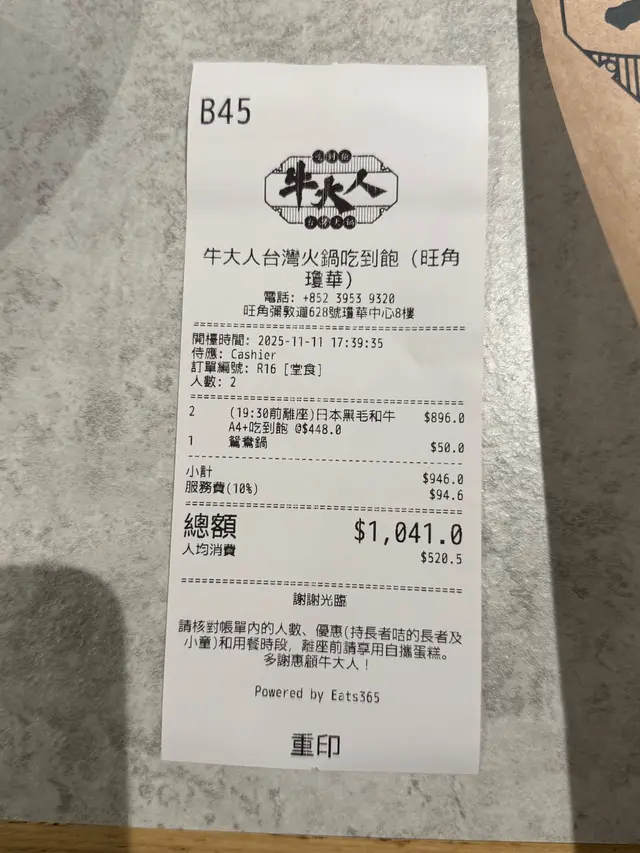 B45
吃到飽
牛大人
台灣火鍋
牛大人台灣火鍋吃到飽 (旺角
瓊華)
電話: +852 3953 9320
旺角彌敦道628號瓊華中心8樓
開檯時間: 2025-11-11 17:39:35
侍應: Cashier
訂單編號: R16 [堂食]
人數: 2
2 (19:30前離座)日本黑毛和牛 $896.0
A4+吃到飽 @$448.0
1 鴛鴦鍋 $50.0
小計 $946.0
服務費(10%) $94.6
總額 $1,041.0
人均消費 $520.5
謝謝光臨
請核對帳單內的人數、優惠(持長者咭的長者及
小童)和用餐時段, 離座前請享用自攜蛋糕。
多謝惠顧牛大人！
Powered by Eats365
重印